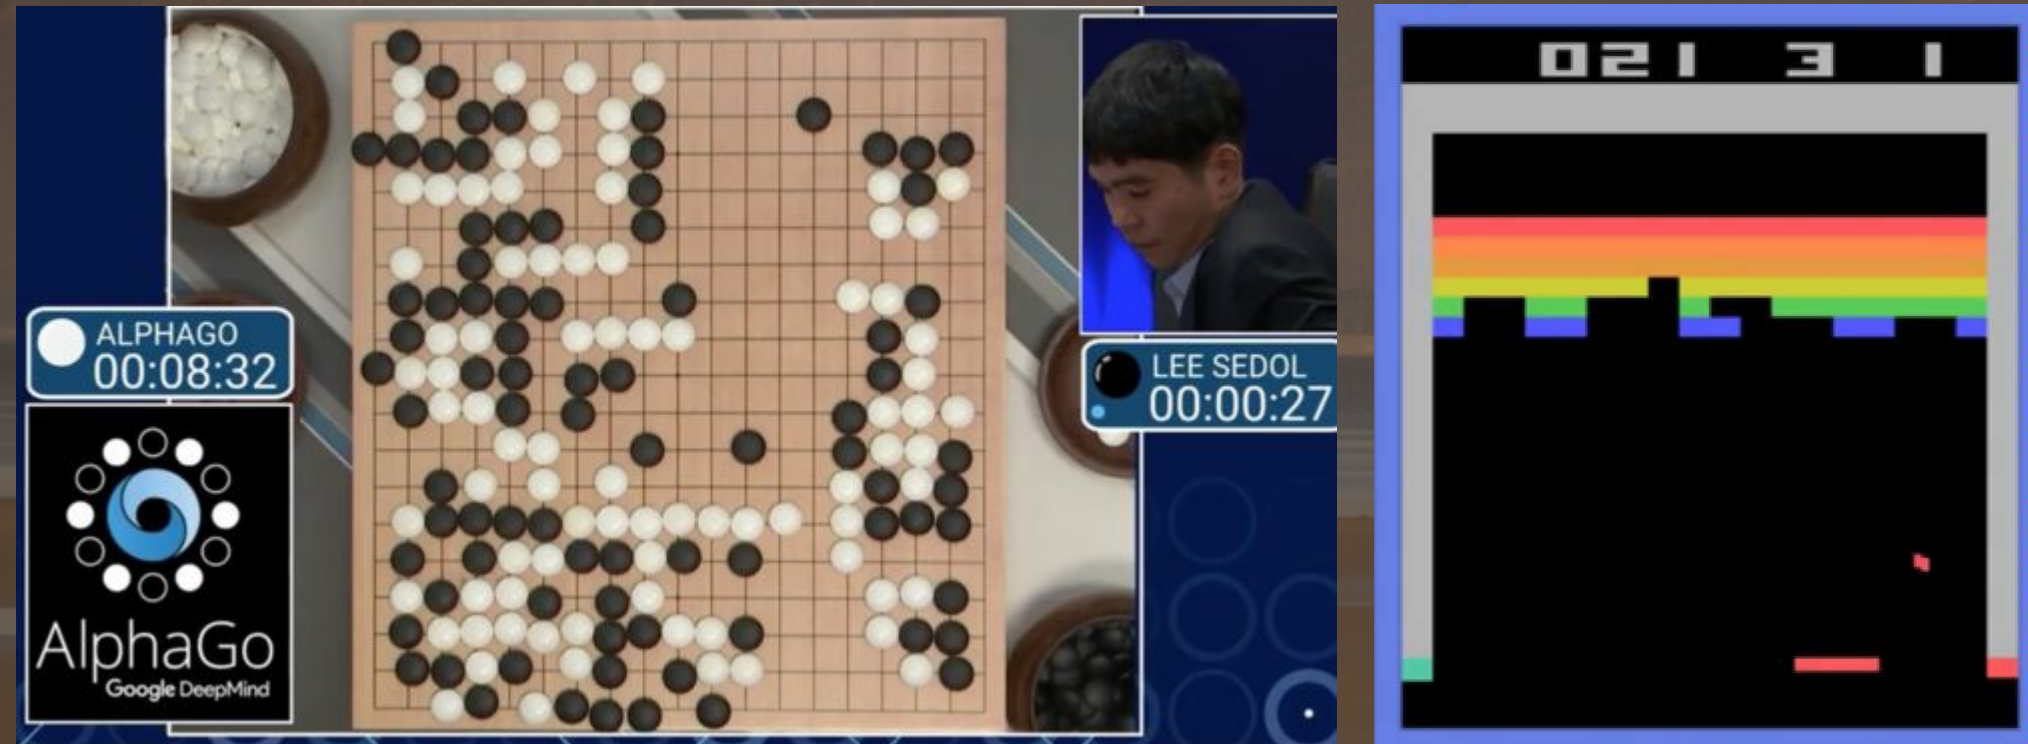 ALPHAGO
00:08:32
AlphaGo
Google DeepMind
LEE SEDOL
00:00:27
021 3 1